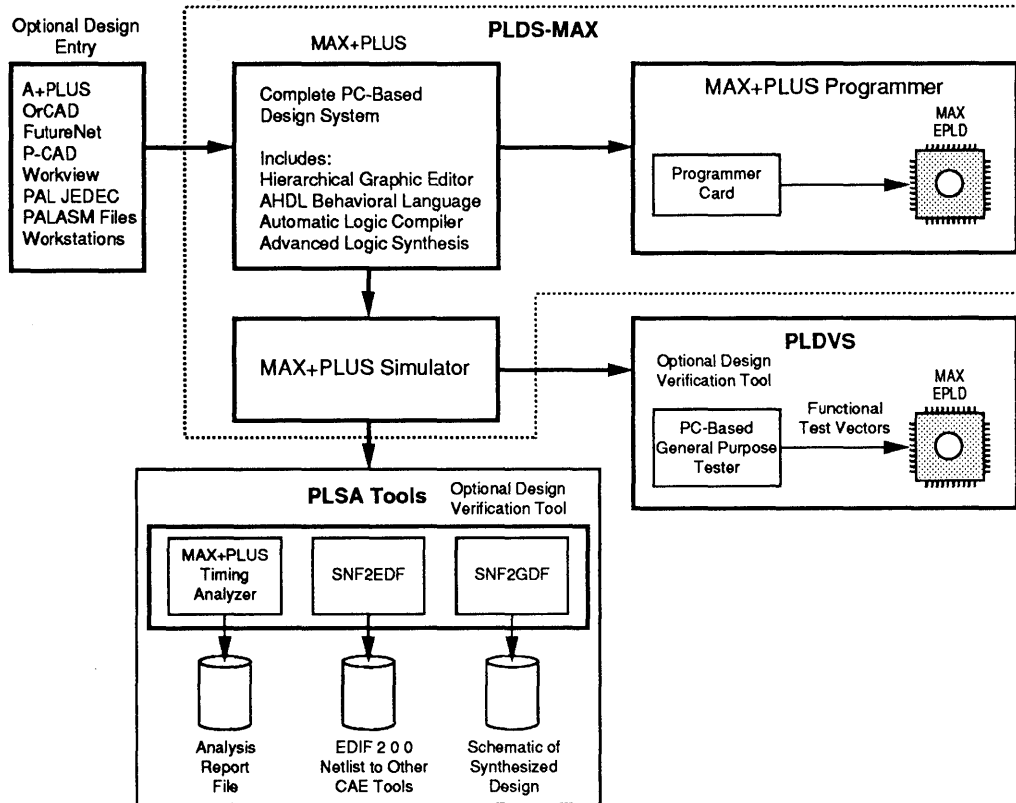 Optional Design
Entry
A+PLUS
OrCAD
FutureNet
P-CAD
Workview
PAL JEDEC
PALASM Files
Workstations
PLDS-MAX
MAX+PLUS
Complete PC-Based
Design System
Includes:
Hierarchical Graphic Editor
AHDL Behavioral Language
Automatic Logic Compiler
Advanced Logic Synthesis
MAX+PLUS Programmer
Programmer
Card
MAX
EPLD
MAX+PLUS Simulator
PLDVS
Optional Design
Verification Tool
PC-Based
General Purpose
Tester
Functional
Test Vectors
MAX
EPLD
PLSA Tools
Optional Design
Verification Tool
MAX+PLUS
Timing
Analyzer
SNF2EDF
SNF2GDF
Analysis
Report
File
EDIF 2 0 0
Netlist to Other
CAE Tools
Schematic of
Synthesized
Design